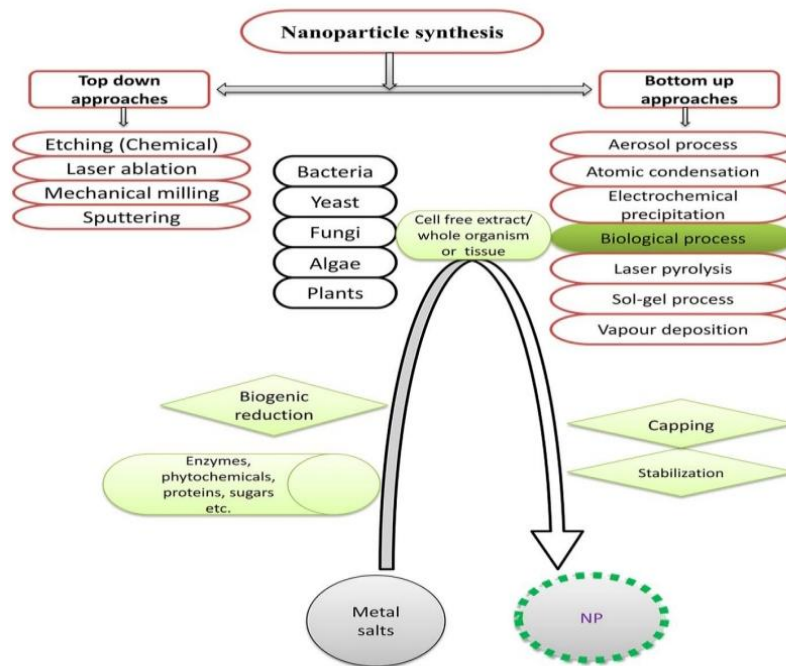 Nanoparticle synthesis
Top down
approaches
Bottom up
approaches
Etching (Chemical)
Laser ablation
Mechanical milling
Sputtering
Bacteria
Yeast
Fungi
Algae
Plants
Cell free extract/
whole organism
or tissue
Aerosol process
Atomic condensation
Electrochemical
precipitation
Biological process
Laser pyrolysis
Sol-gel process
Vapour deposition
Biogenic
reduction
Enzymes,
phytochemicals,
proteins, sugars
etc.
Capping
Stabilization
Metal
salts
NP